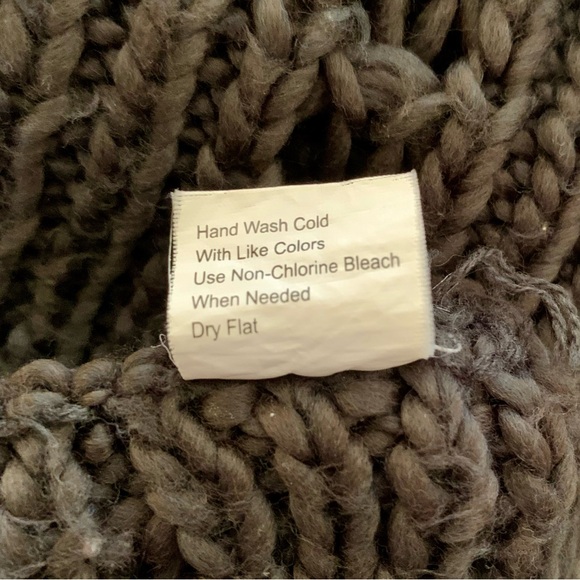 Hand Wash Cold
With Like Colors
Use Non-Chlorine Bleach
When Needed
Dry Flat